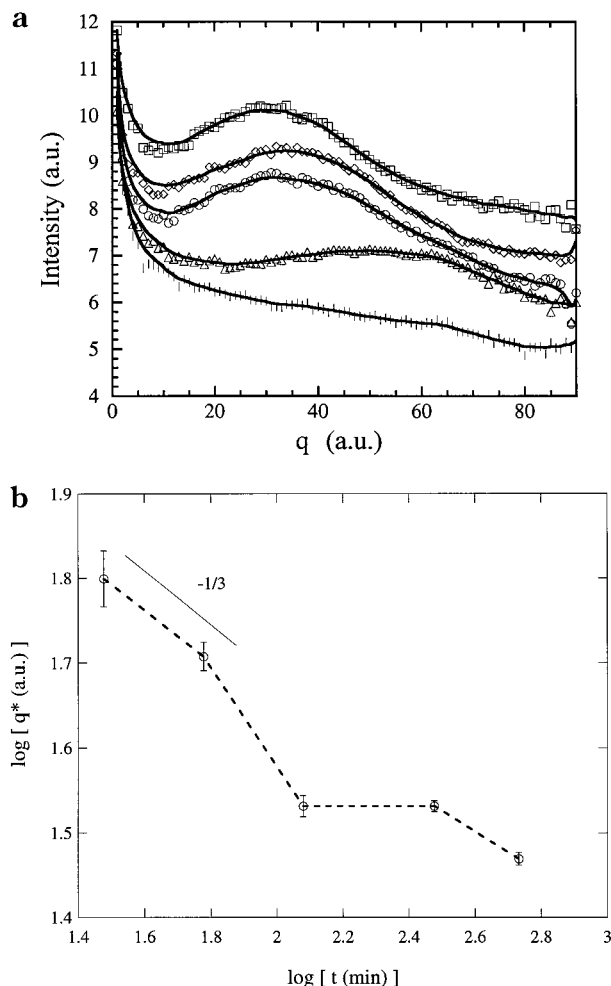 a
12
11
10
9
8
7
6
5
4
Intensity (a.u.)
0 20 40 60 80
q (a.u.)
b
1.9
1.8
1.7
1.6
1.5
1.4
log [ q* (a.u.) ]
-1/3
1.4 1.6 1.8 2 2.2 2.4 2.6 2.8 3
log [ t (min) ]